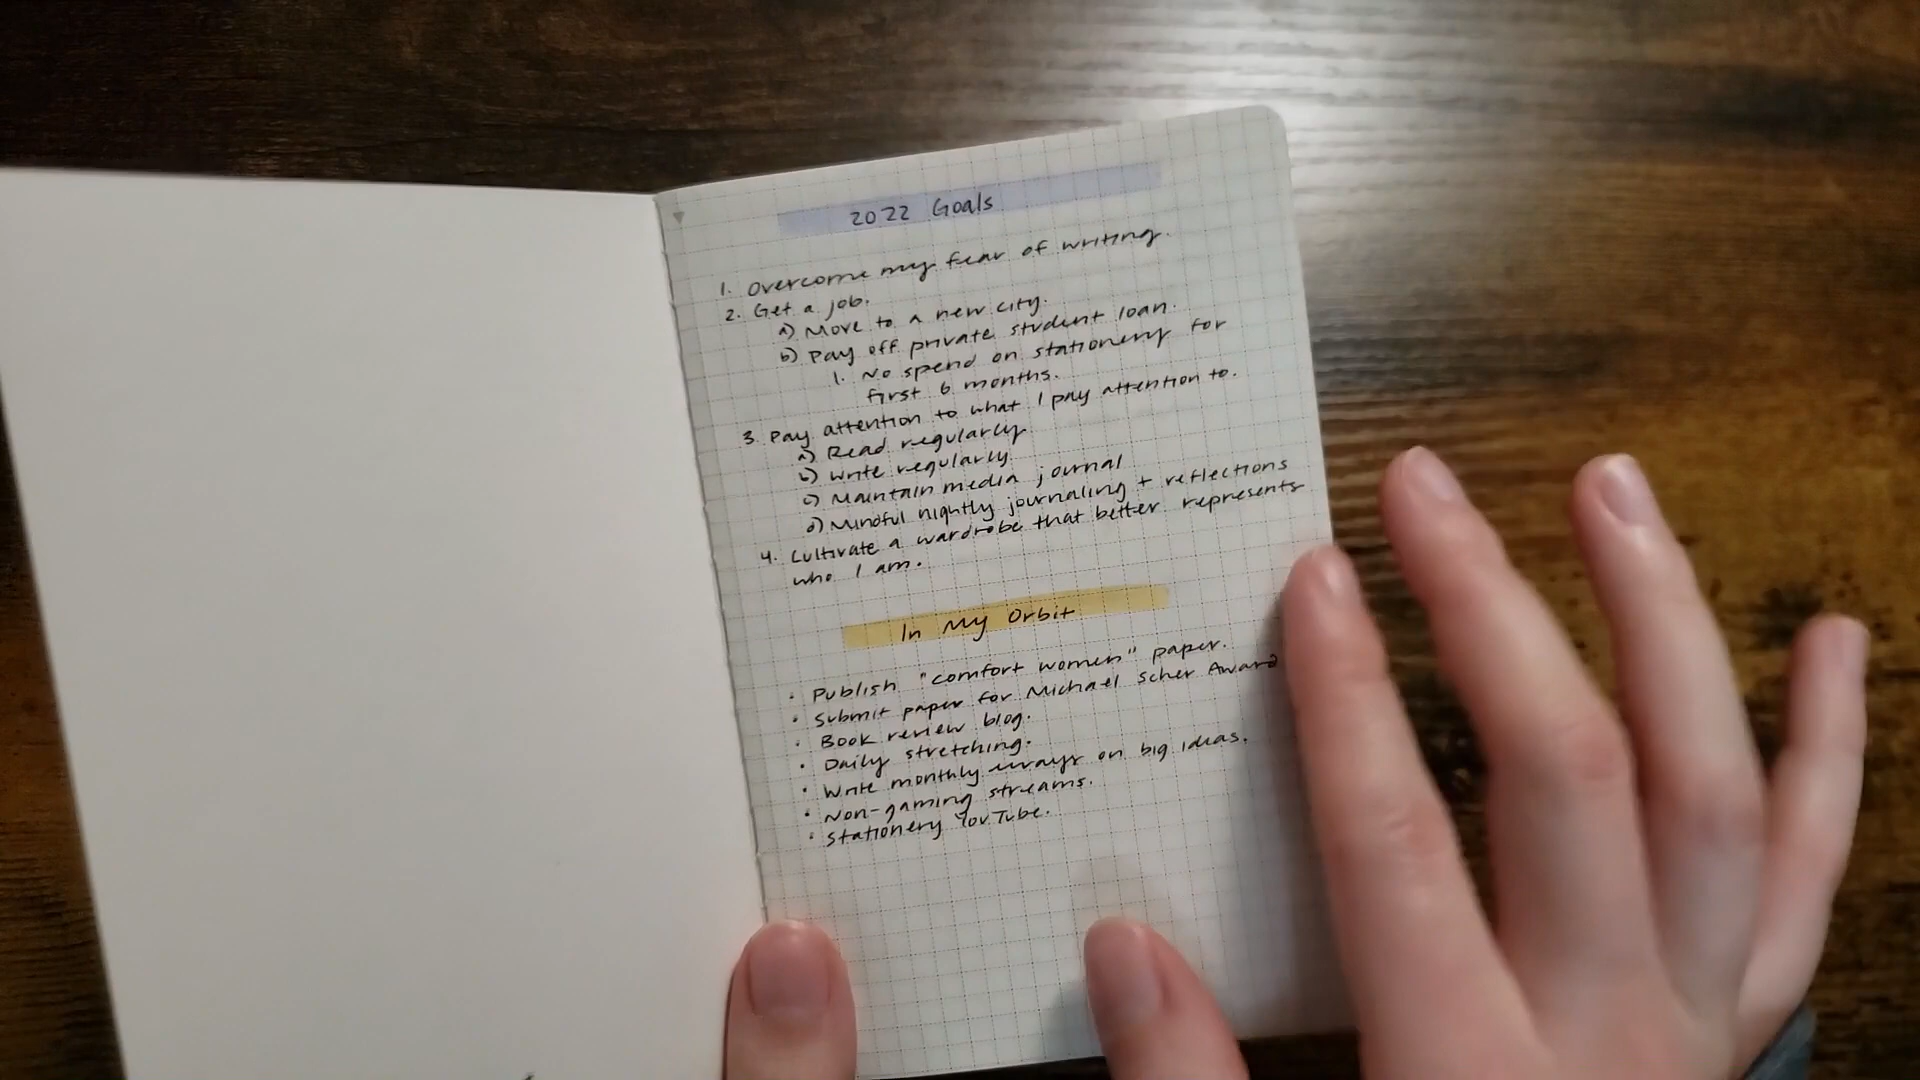 2022 Goals
1. Overcome my fear of writing.
2. Get a job.
a) Move to a new city.
b) Pay off private student loan.
1. No spend on stationery for
first 6 months.
3. Pay attention to what I pay attention to.
a) Read regularly
b) Write regularly
c) Maintain media journal
d) Mindful nightly journaling + reflections
4. Cultivate a wardrobe that better represents
who I am.
In My Orbit
• Publish "comfort women" paper.
• Submit paper for Michael Scher Award
• Book review blog.
• Daily stretching.
• Write monthly essays on big ideas.
• Non-gaming streams.
• Stationery YouTube.